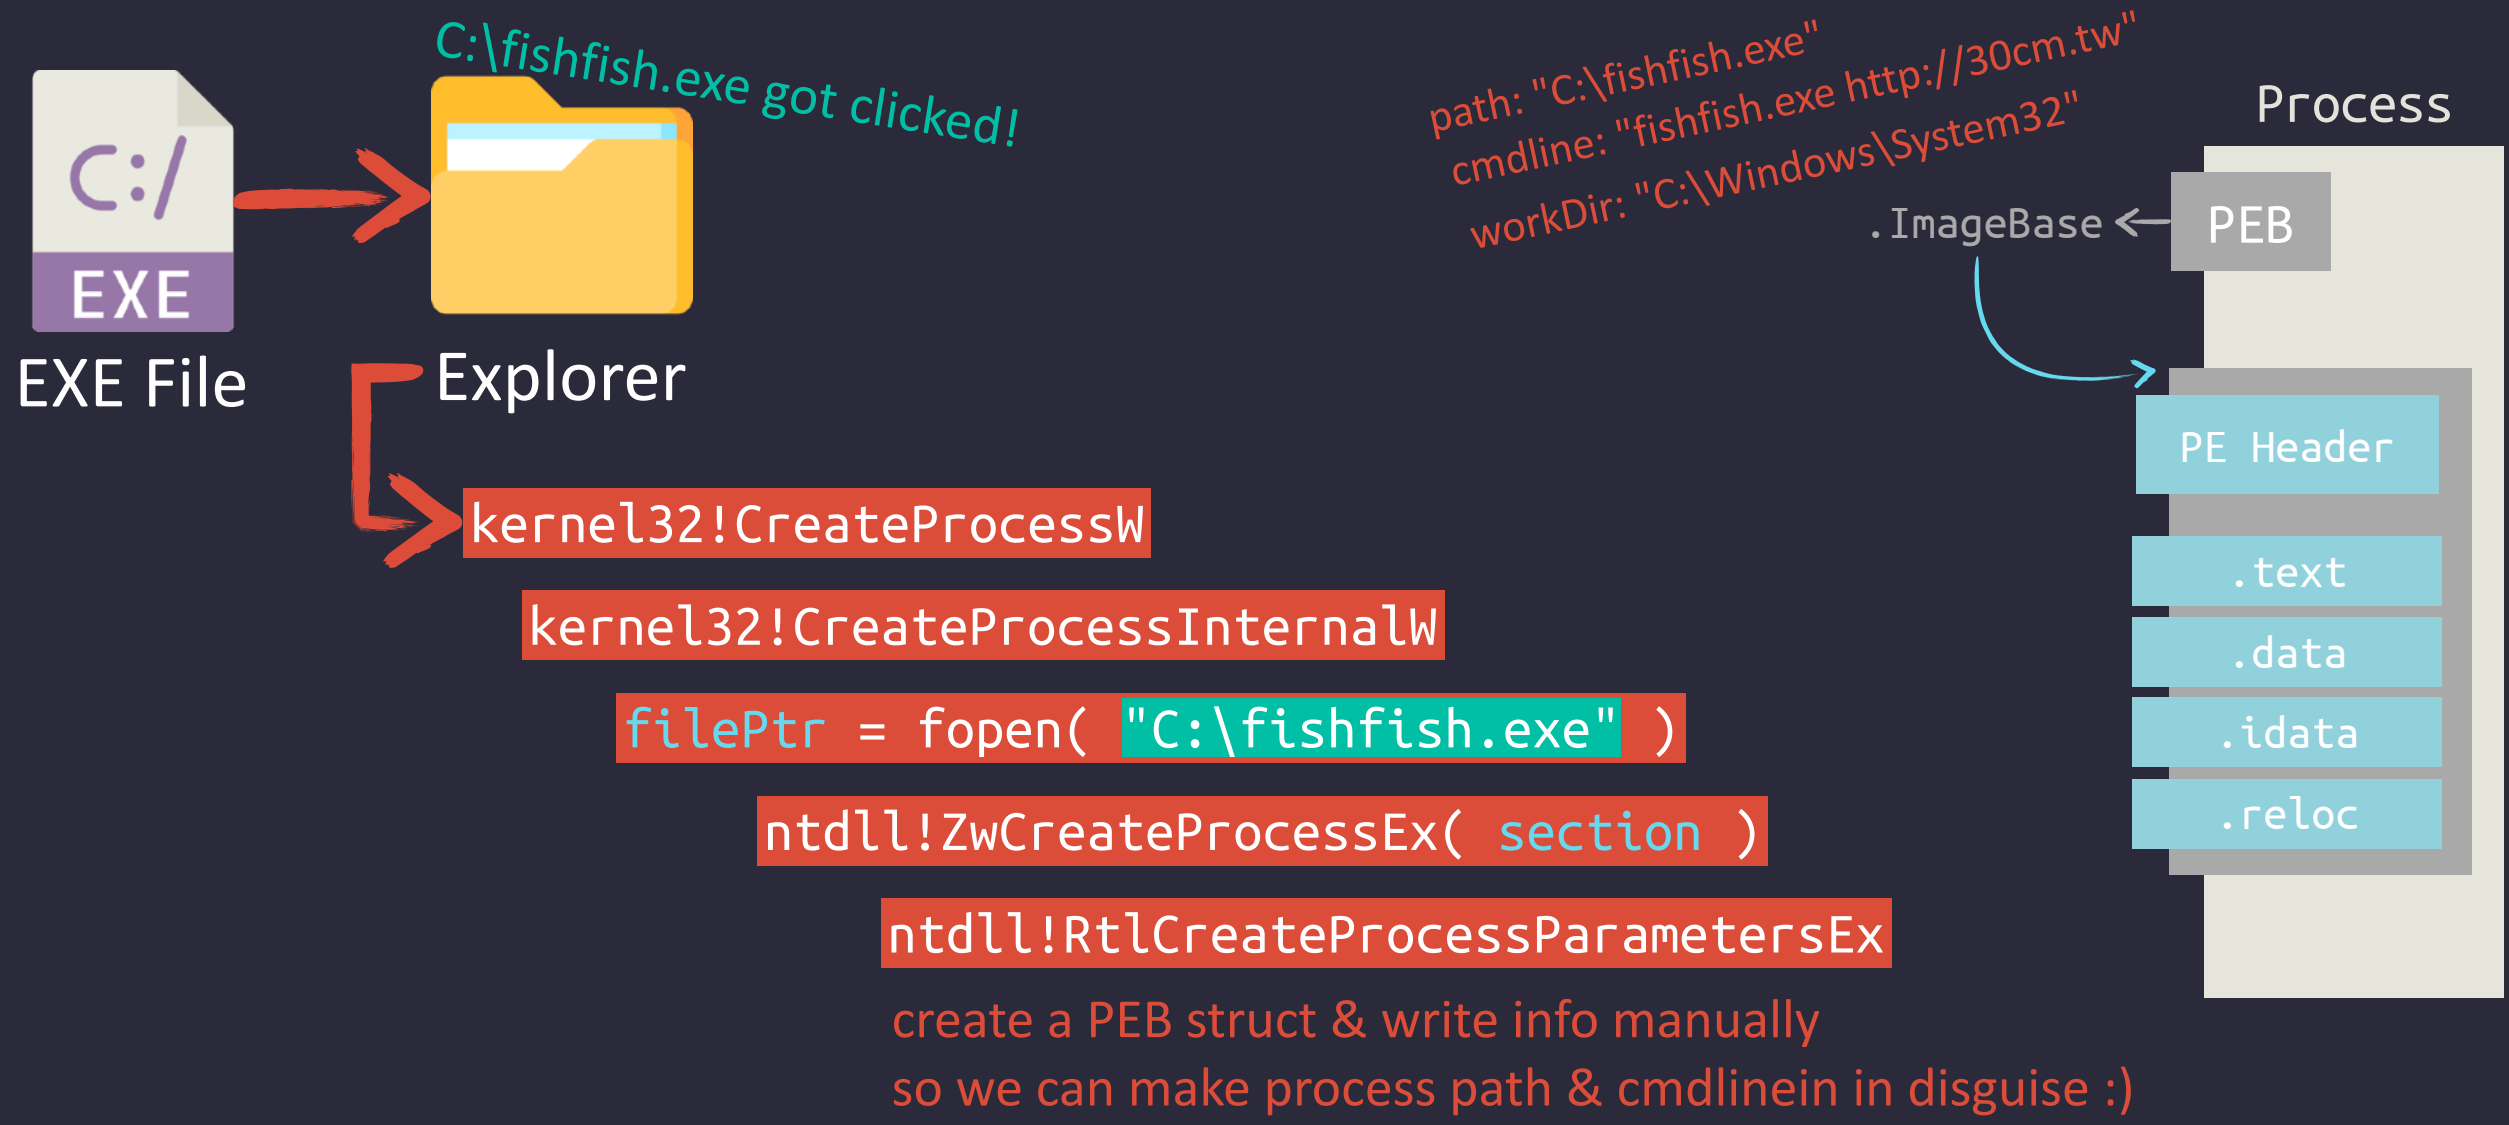 C:\fishfish.exe got clicked!
path: "C:\fishfish.exe"
cmdline: "fishfish.exe http://30cm.tw"
workDir: "C:\Windows\System32"
Process
.ImageBase
PEB
C:/
EXE
EXE File
Explorer
PE Header
kernel32!CreateProcessW
.text
kernel32!CreateProcessInternalW
.data
filePtr = fopen( "C:\fishfish.exe" )
.idata
ntdll!ZwCreateProcessEx( section )
.reloc
ntdll!RtlCreateProcessParametersEx
create a PEB struct & write info manually
so we can make process path & cmdlinein in disguise :)